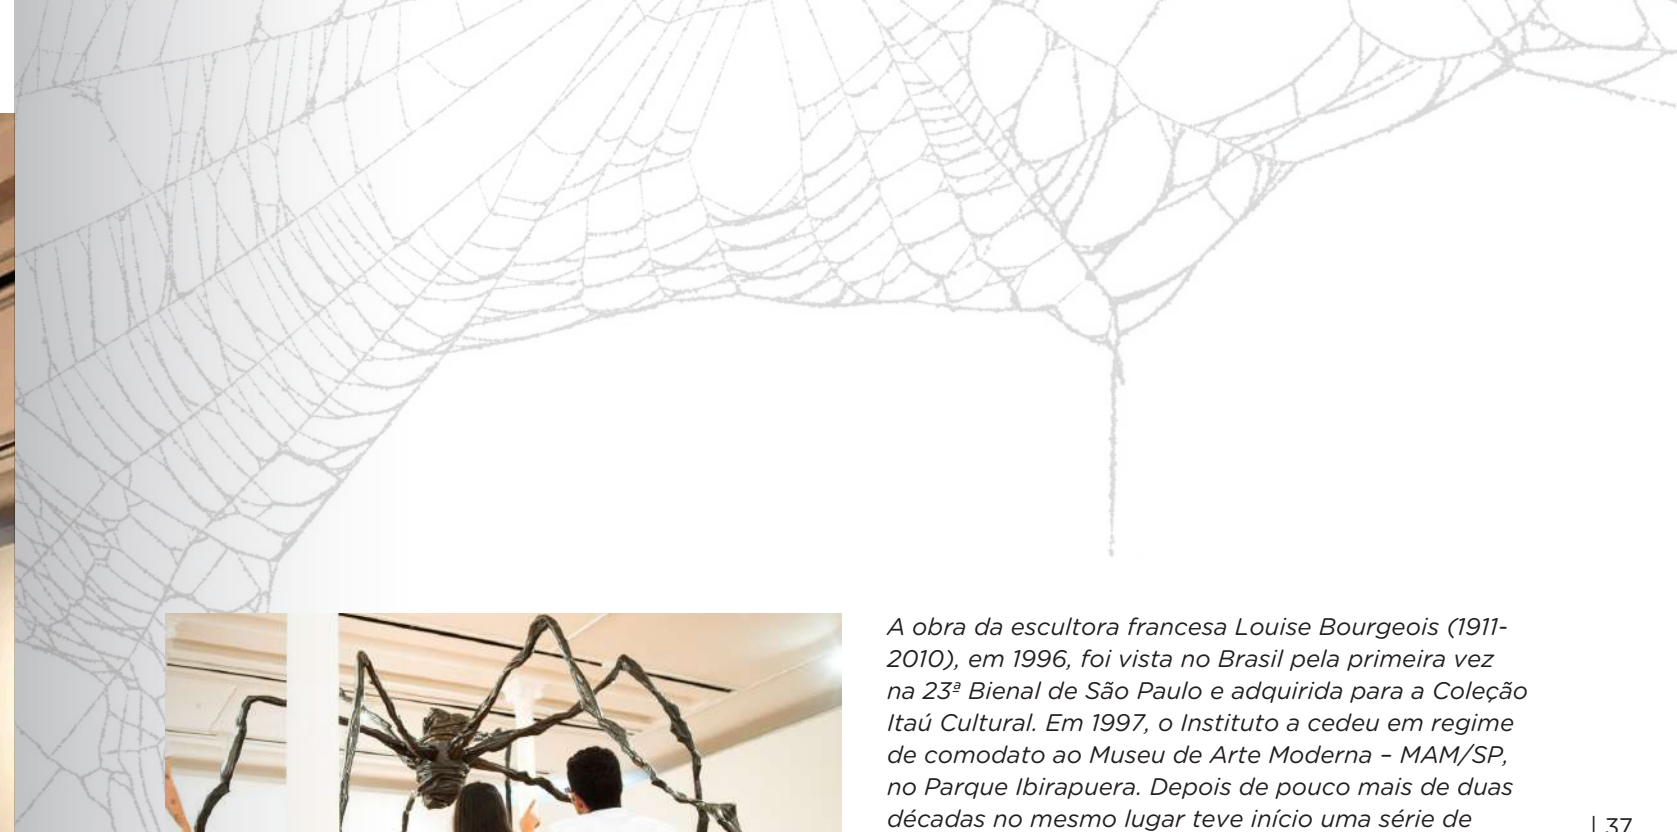 A obra da escultora francesa Louise Bourgeois (1911-
2010), em 1996, foi vista no Brasil pela primeira vez
na 23ª Bienal de São Paulo e adquirida para a Coleção
Itaú Cultural. Em 1997, o Instituto a cedeu em regime
de comodato ao Museu de Arte Moderna – MAM/SP,
no Parque Ibirapuera. Depois de pouco mais de duas
décadas no mesmo lugar teve início uma série de
| 37